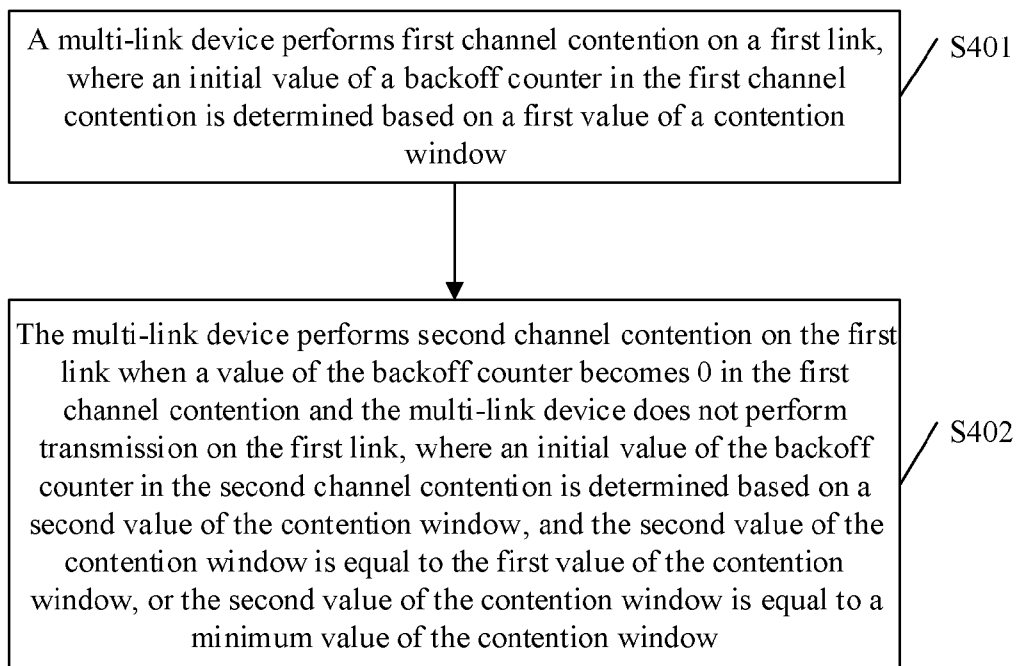 A multi-link device performs first channel contention on a first link,
where an initial value of a backoff counter in the first channel
contention is determined based on a first value of a contention
window
S401
The multi-link device performs second channel contention on the first
link when a value of the backoff counter becomes 0 in the first
channel contention and the multi-link device does not perform
transmission on the first link, where an initial value of the backoff
counter in the second channel contention is determined based on a
second value of the contention window, and the second value of the
contention window is equal to the first value of the contention
window, or the second value of the contention window is equal to a
minimum value of the contention window
S402